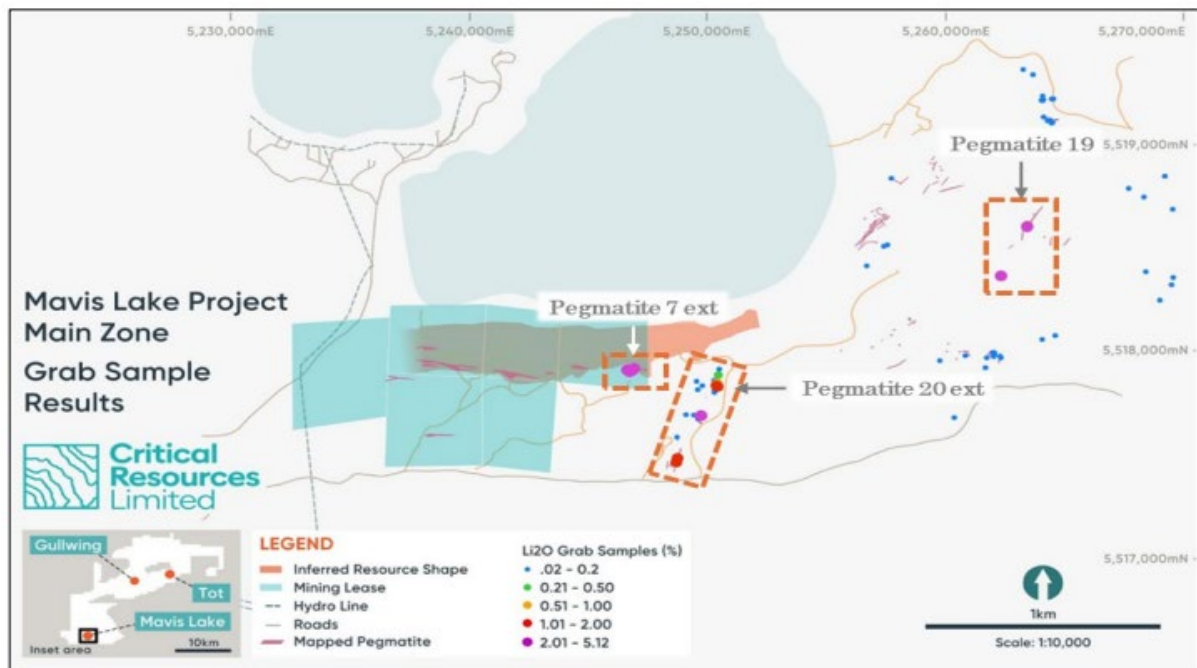 5,230,000mE
5,240,000mE
5,250,000mE
5,260,000mE
5,270,000mE
Pegmatite 19
5,519,000mN
Mavis Lake Project
Main Zone
Grab Sample
Results
Pegmatite 7 ext
5,518,000mN
Pegmatite 20 ext
Critical
Resources
Limited
5,517,000mN
Gullwing
Tot
Mavis Lake
Inset area
10km
LEGEND
Inferred Resource Shape
Mining Lease
Hydro Line
Roads
Mapped Pegmatite
Li2O Grab Samples (%)
.02 - 0.2
0.21 - 0.50
0.51 - 1.00
1.01 - 2.00
2.01 - 5.12
1km
Scale: 1:10,000